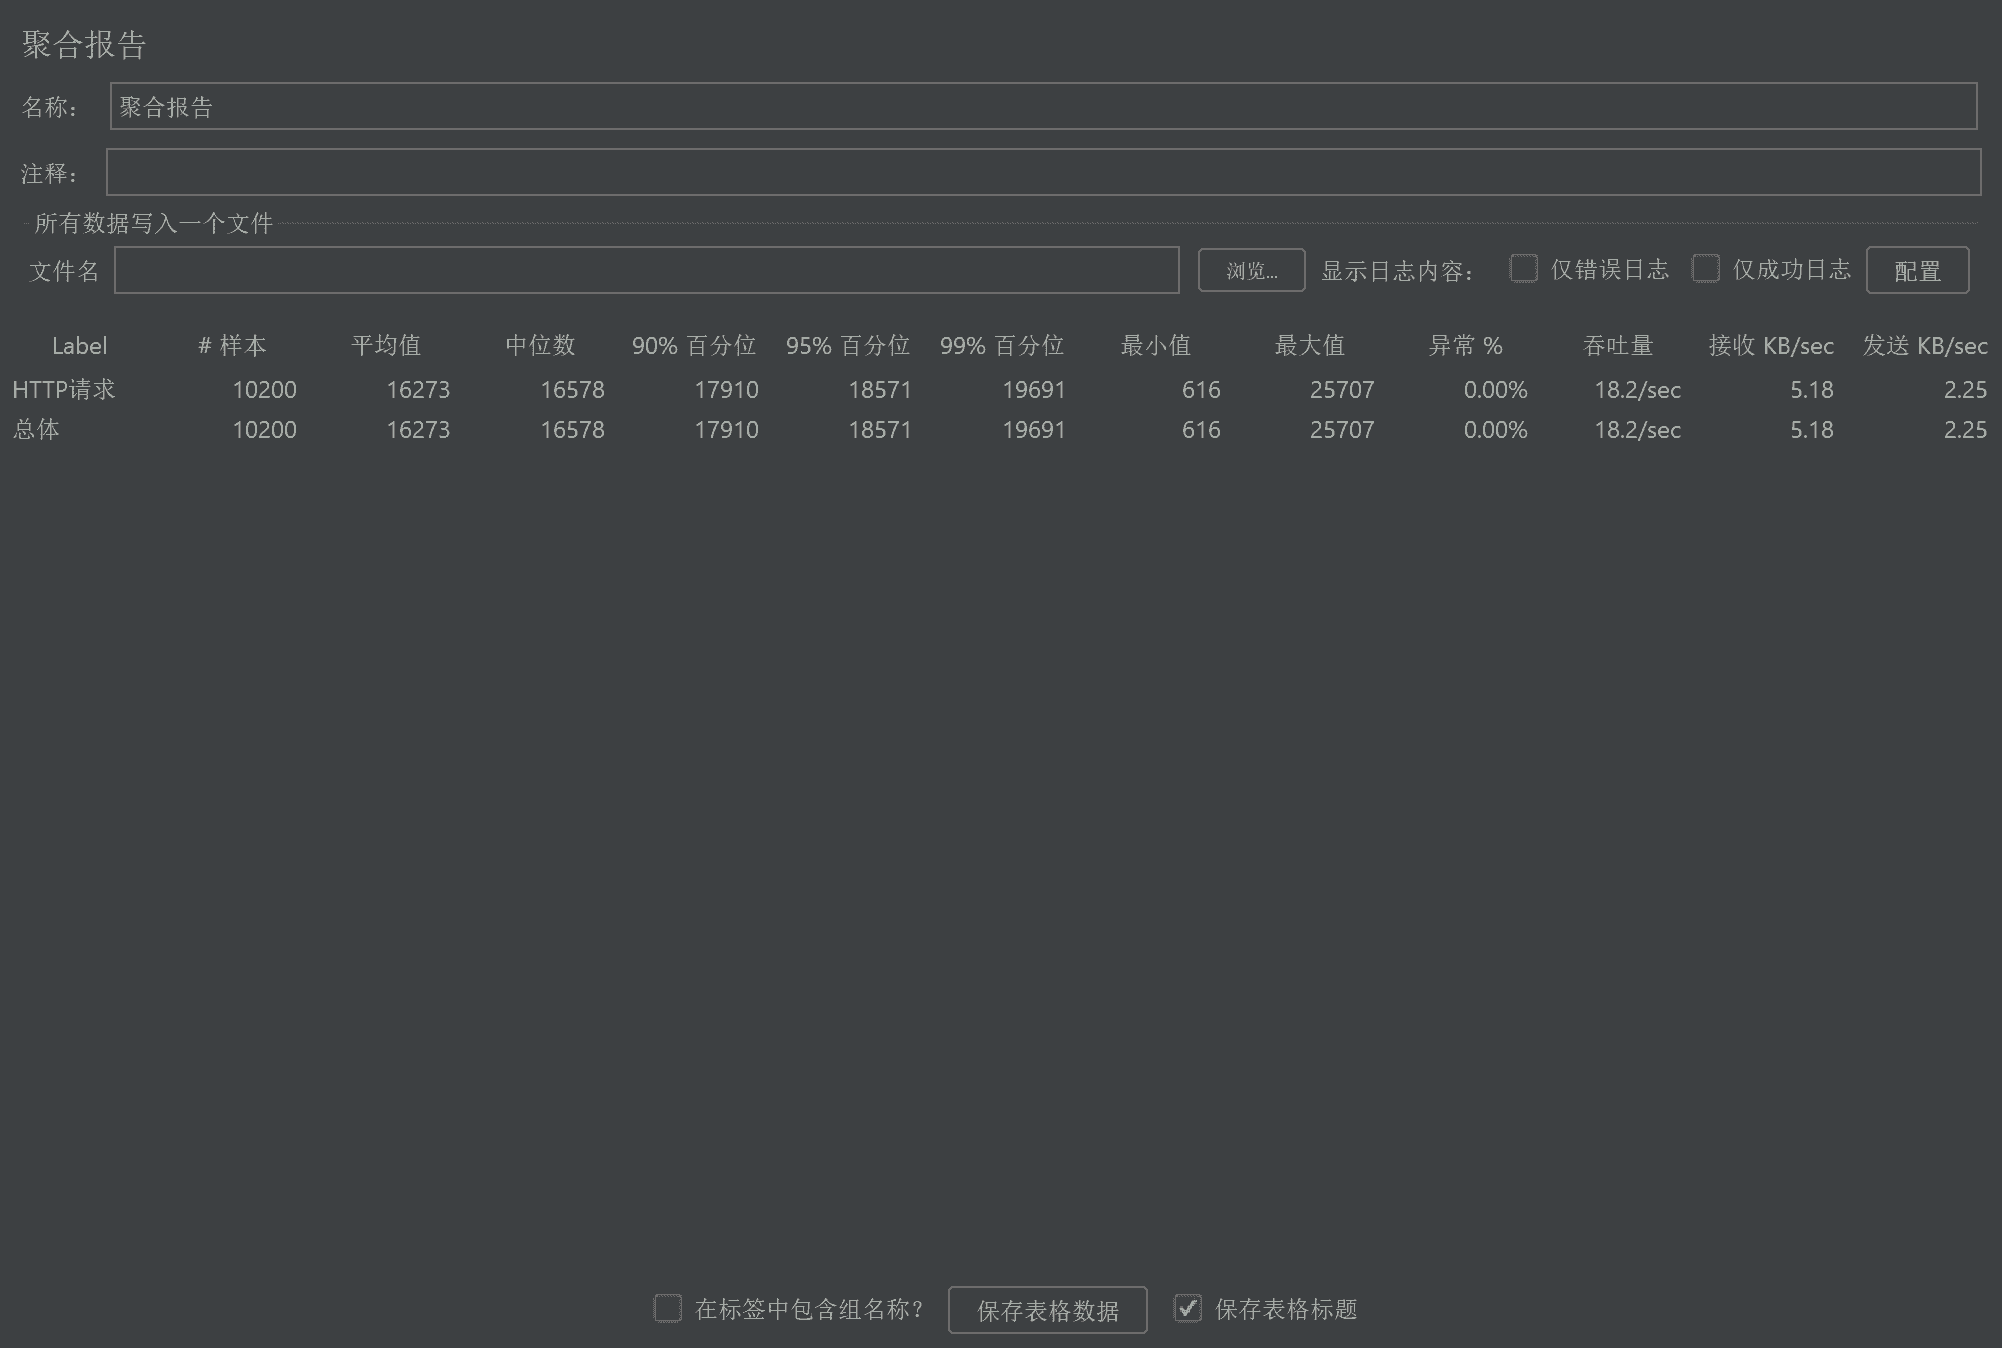 聚合报告
名称： 聚合报告
注释：
所有数据写入一个文件
文件名 浏览... 显示日志内容： 仅错误日志 仅成功日志 配置
Label # 样本 平均值 中位数 90% 百分位 95% 百分位 99% 百分位 最小值 最大值 异常 % 吞吐量 接收 KB/sec 发送 KB/sec
HTTP请求 10200 16273 16578 17910 18571 19691 616 25707 0.00% 18.2/sec 5.18 2.25
总体 10200 16273 16578 17910 18571 19691 616 25707 0.00% 18.2/sec 5.18 2.25
在标签中包含组名称？ 保存表格数据 保存表格标题